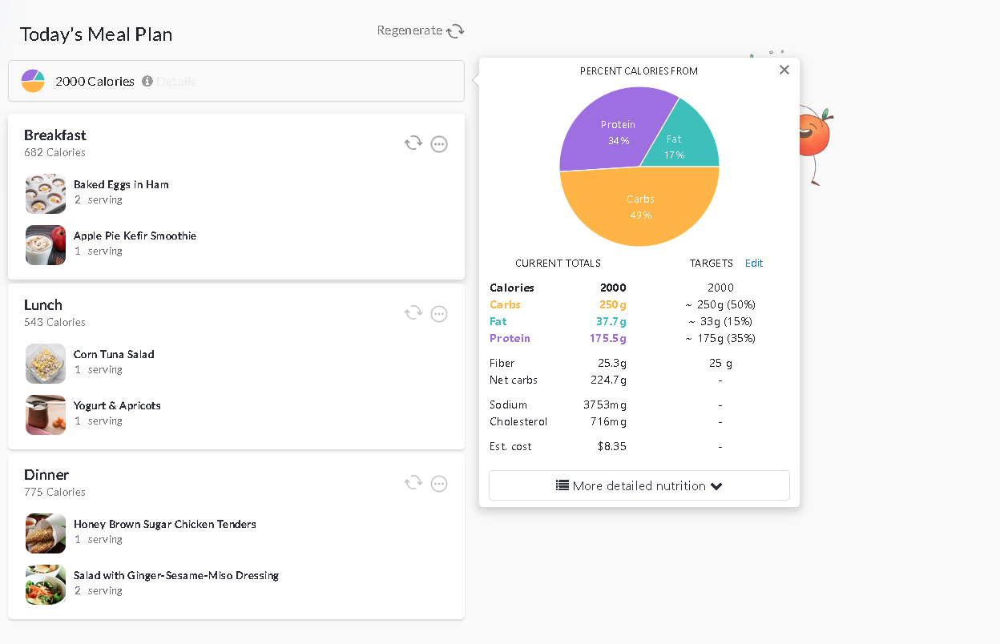 Today's Meal Plan
Regenerate
2000 Calories Details
Breakfast
682 Calories
Baked Eggs in Ham
2 serving
Apple Pie Kefir Smoothie
1 serving
Lunch
543 Calories
Corn Tuna Salad
1 serving
Yogurt & Apricots
1 serving
Dinner
775 Calories
Honey Brown Sugar Chicken Tenders
1 serving
Salad with Ginger-Sesame-Miso Dressing
2 serving
PERCENT CALORIES FROM
Protein
34%
Fat
17%
Carbs
49%
CURRENT TOTALS TARGETS Edit
Calories 2000 2000
Carbs 250g ~ 250g (50%)
Fat 37.7g ~ 33g (15%)
Protein 175.5g ~ 175g (35%)
Fiber 25.3g 25 g
Net carbs 224.7g -
Sodium 3753mg -
Cholesterol 716mg -
Est. cost $8.35 -
More detailed nutrition